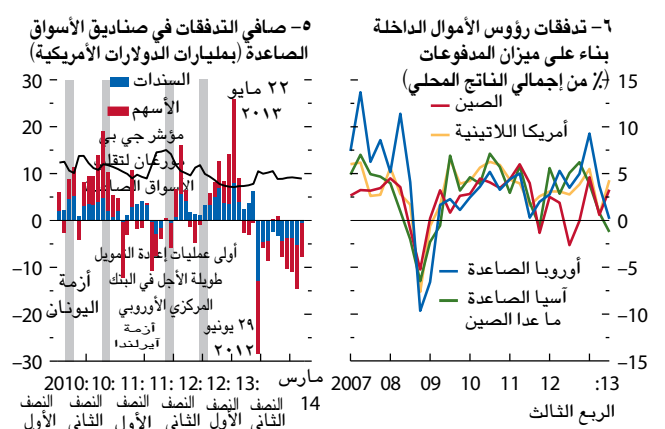 ٥– صافي التدفقات في صناديق الأسواق
الصاعدة (بمليارات الدولارات الأمريكية)
30
20
10
0
–10
–20
–30
السندات
الأسهم
مؤشر جي بي
مورغان لتقلب
الأسواق الصاعدة
٢٢ مايو
٢٠١٣
أزمة
اليونان
أولى عمليات إعادة التمويل
طويلة الأجل في البنك
المركزي الأوروبي
أزمة
آيرلندا
٢٩ يونيو
٢٠١٢
2010: 10: 11: 11: 12: 13: مارس
14
النصف الأول
النصف الثاني
النصف الأول
النصف الثاني
النصف الأول
النصف الثاني
٦– تدفقات رؤوس الأموال الداخلة
بناء على ميزان المدفوعات
(٪ من إجمالي الناتج المحلي)
15
10
5
0
–5
–10
–15
الصين
أمريكا اللاتينية
أوروبا الصاعدة
آسيا الصاعدة
ما عدا الصين
2007 08 09 10 11 12 13:
الربع الثالث